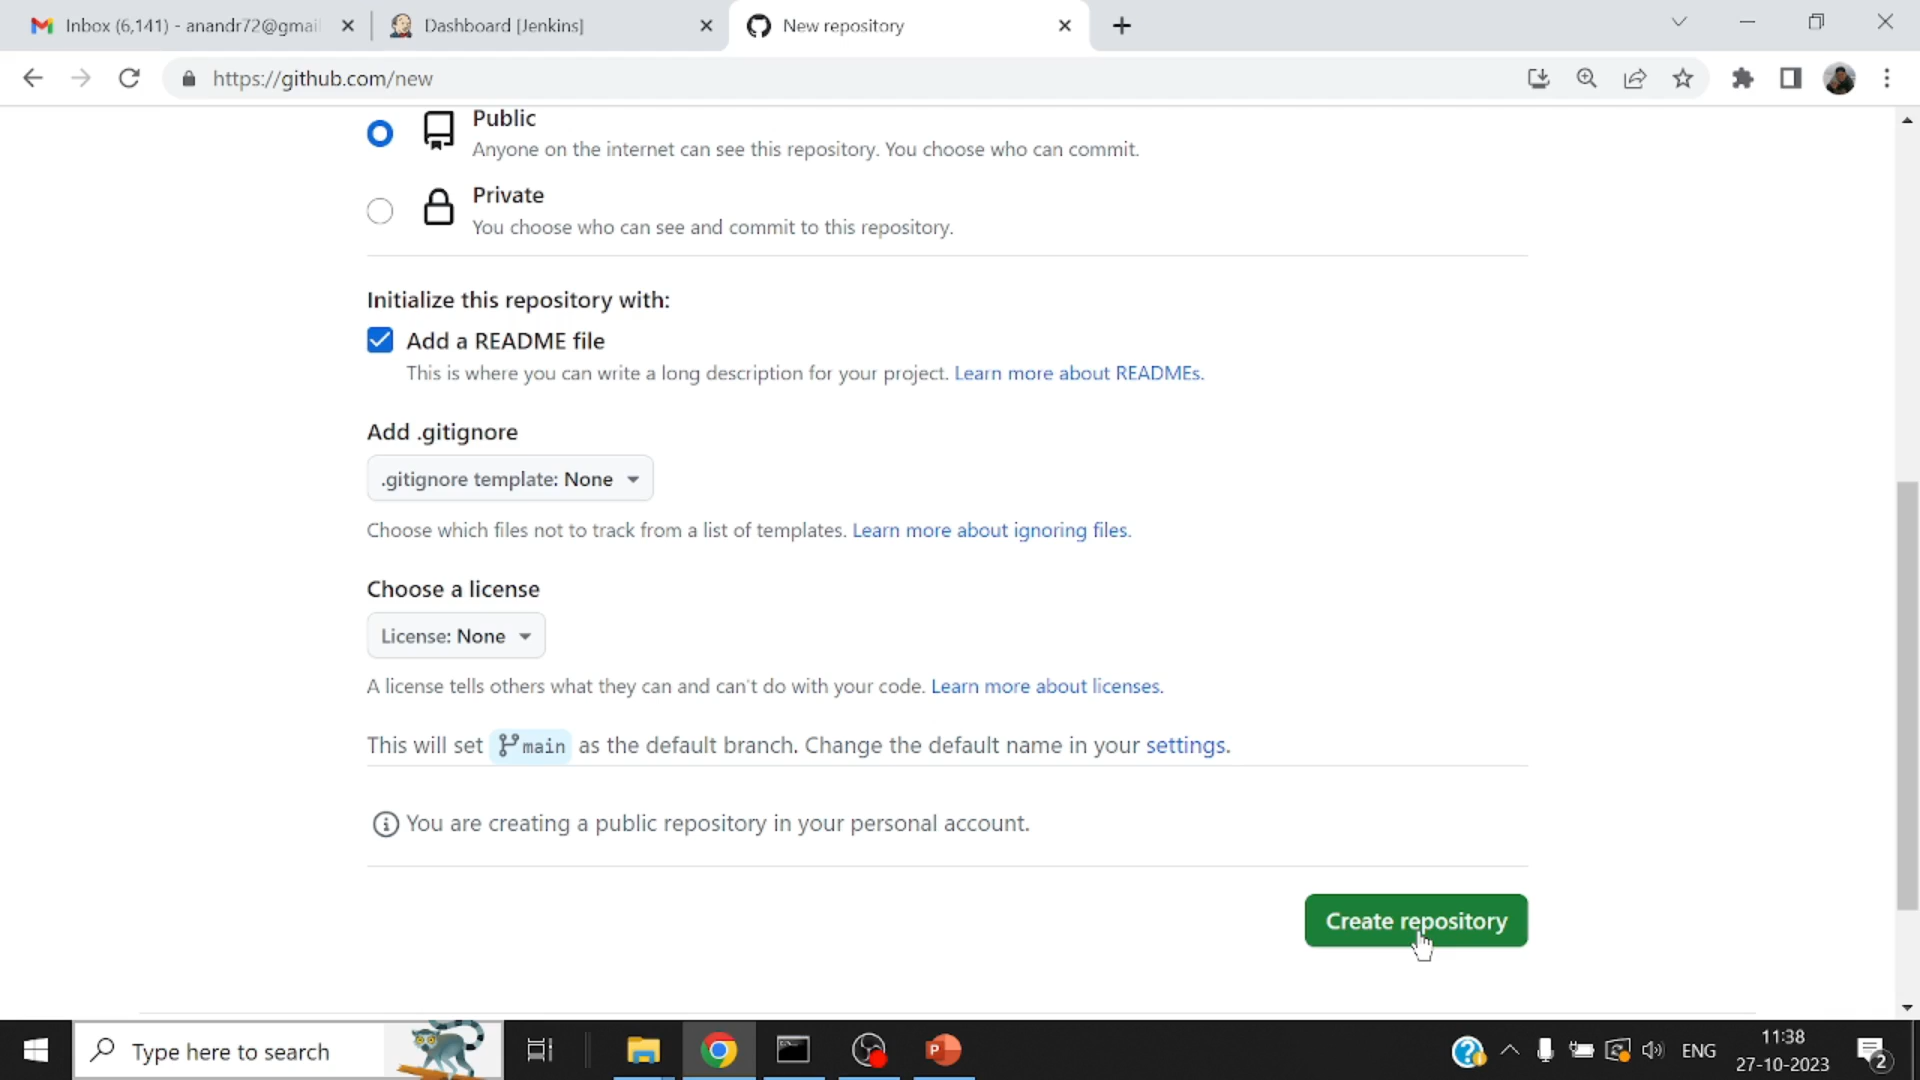 Inbox (6,141) - anandr72@gmail
Dashboard [Jenkins]
New repository
https://github.com/new
Public
Anyone on the internet can see this repository. You choose who can commit.
Private
You choose who can see and commit to this repository.
Initialize this repository with:
Add a README file
This is where you can write a long description for your project. Learn more about READMEs.
Add .gitignore
.gitignore template: None
Choose which files not to track from a list of templates. Learn more about ignoring files.
Choose a license
License: None
A license tells others what they can and can't do with your code. Learn more about licenses.
This will set main as the default branch. Change the default name in your settings.
You are creating a public repository in your personal account.
Create repository
Type here to search
P
ENG
11:38
27-10-2023
2